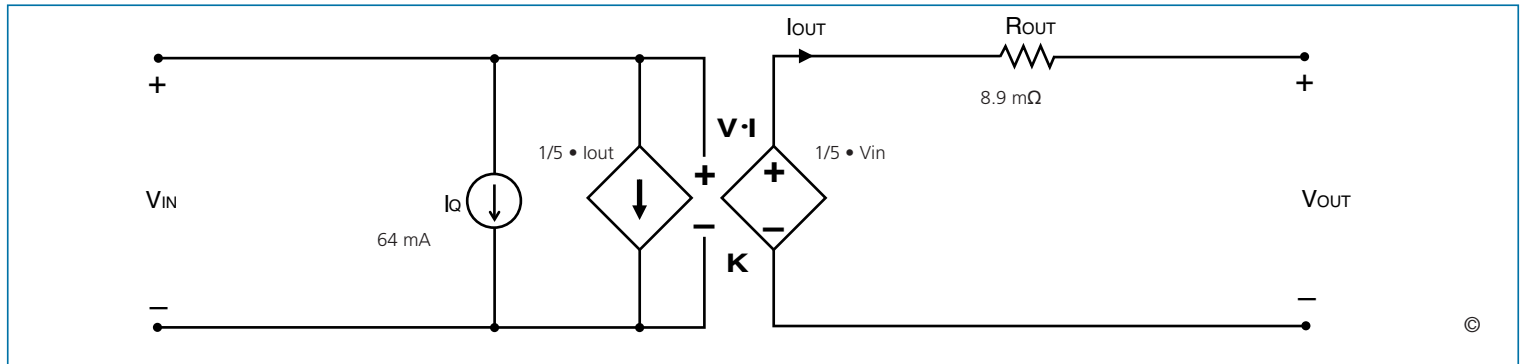 IOUT
ROUT
+
+
8.9 mΩ
V•I
1/5 • Iout
+
+
1/5 • Vin
VIN
IQ
VOUT
64 mA
–
–
K
–
–
©